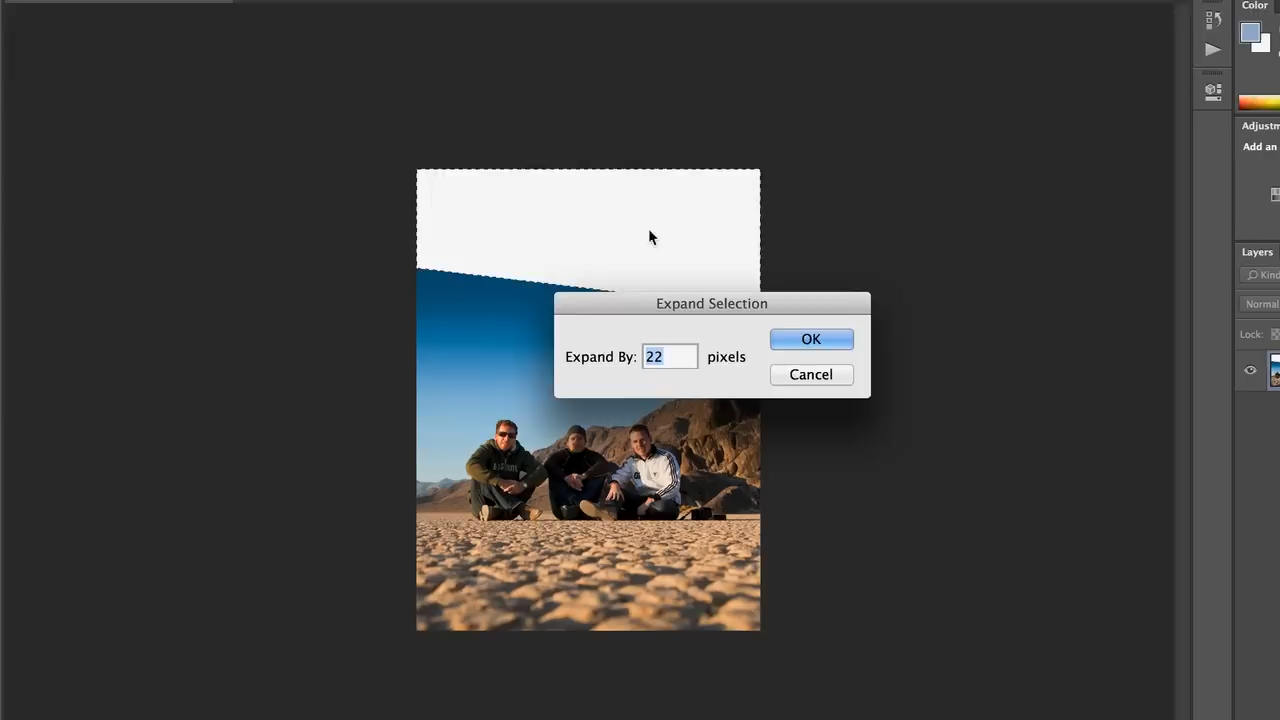 Color
Adjustm
Add an
Expand Selection
Expand By: 22 pixels
OK
Cancel
Layers
Kind
Normal
Lock: